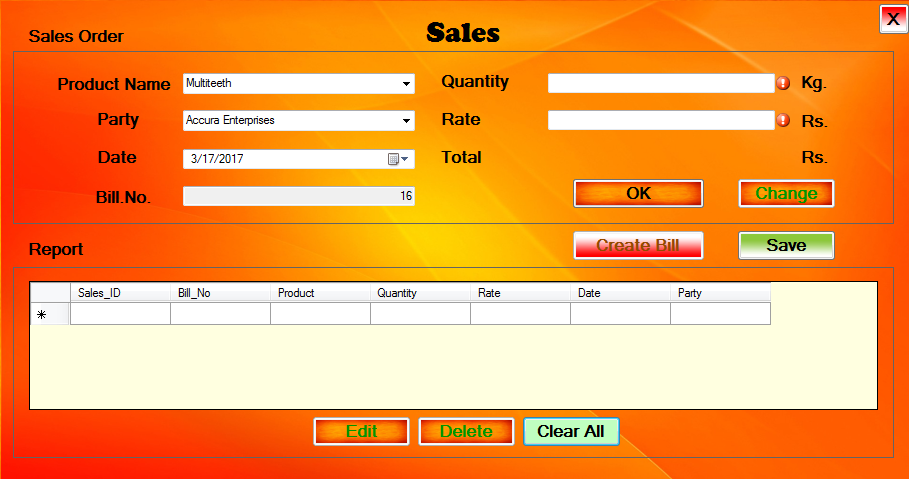 Sales
X
Sales Order
Product Name Multiteeth Quantity Kg.
Party Accura Enterprises Rate Rs.
Date 3/17/2017 Total Rs.
Bill.No. 16 OK Change
Report Create Bill Save
Sales_ID Bill_No Product Quantity Rate Date Party
Edit Delete Clear All